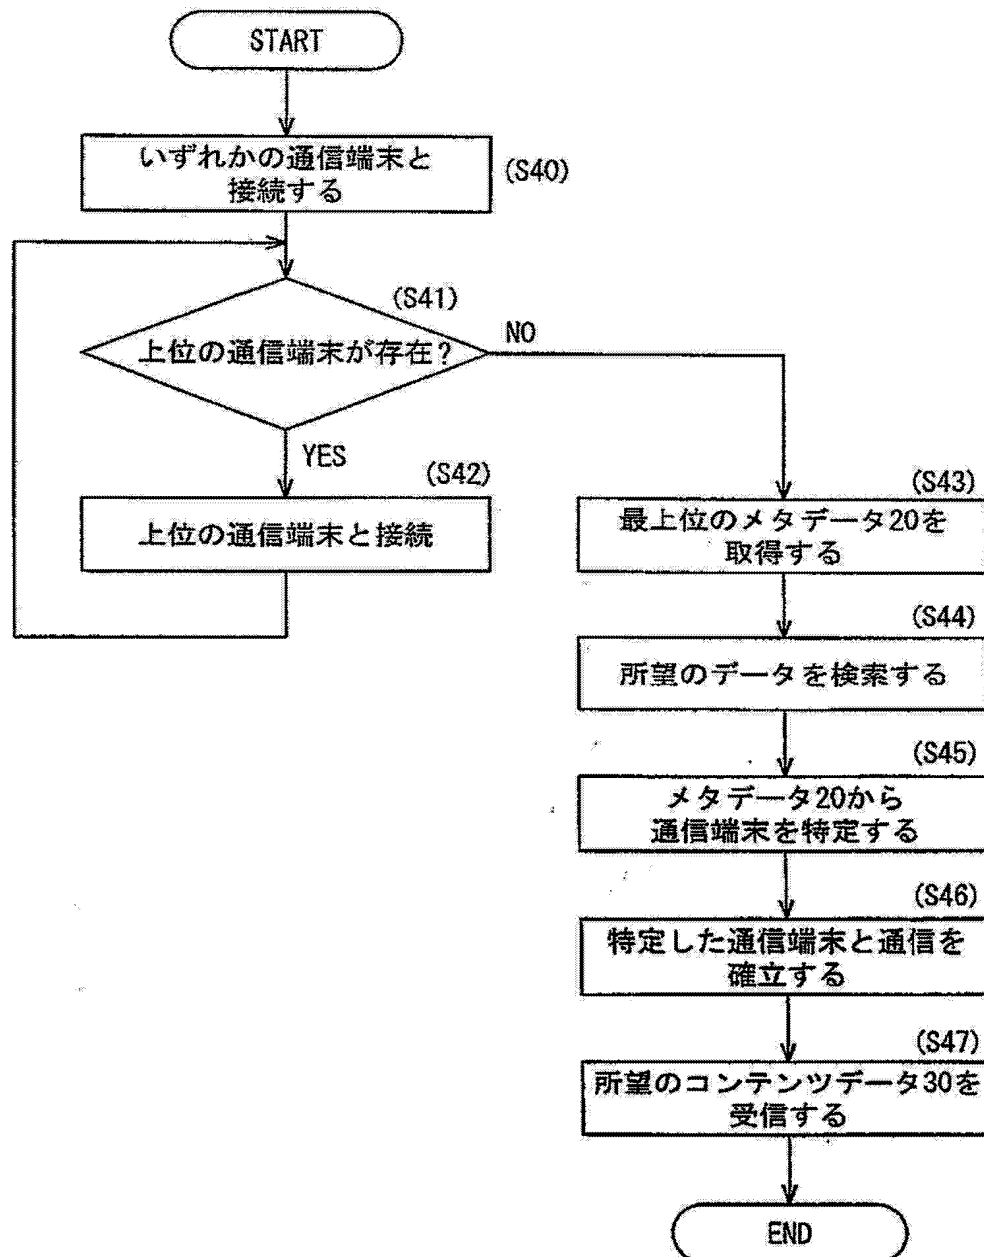 START
いずれかの通信端末と
接続する
(S40)
(S41)
上位の通信端末が存在?
NO
YES
(S42)
上位の通信端末と接続
(S43)
最上位のメタデータ20を
取得する
(S44)
所望のデータを検索する
(S45)
メタデータ20から
通信端末を特定する
(S46)
特定した通信端末と通信を
確立する
(S47)
所望のコンテンツデータ30を
受信する
END